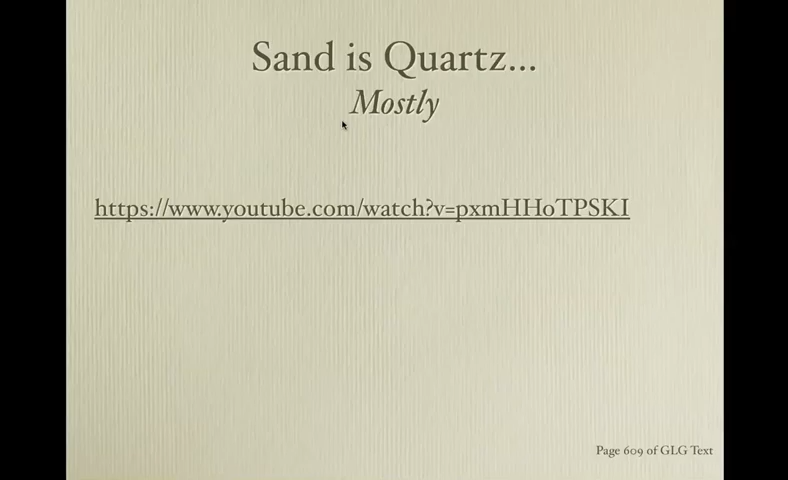 Sand is Quartz...
Mostly
https://www.youtube.com/watch?v=pxmHHoTPSKI
Page 609 of GLG Text